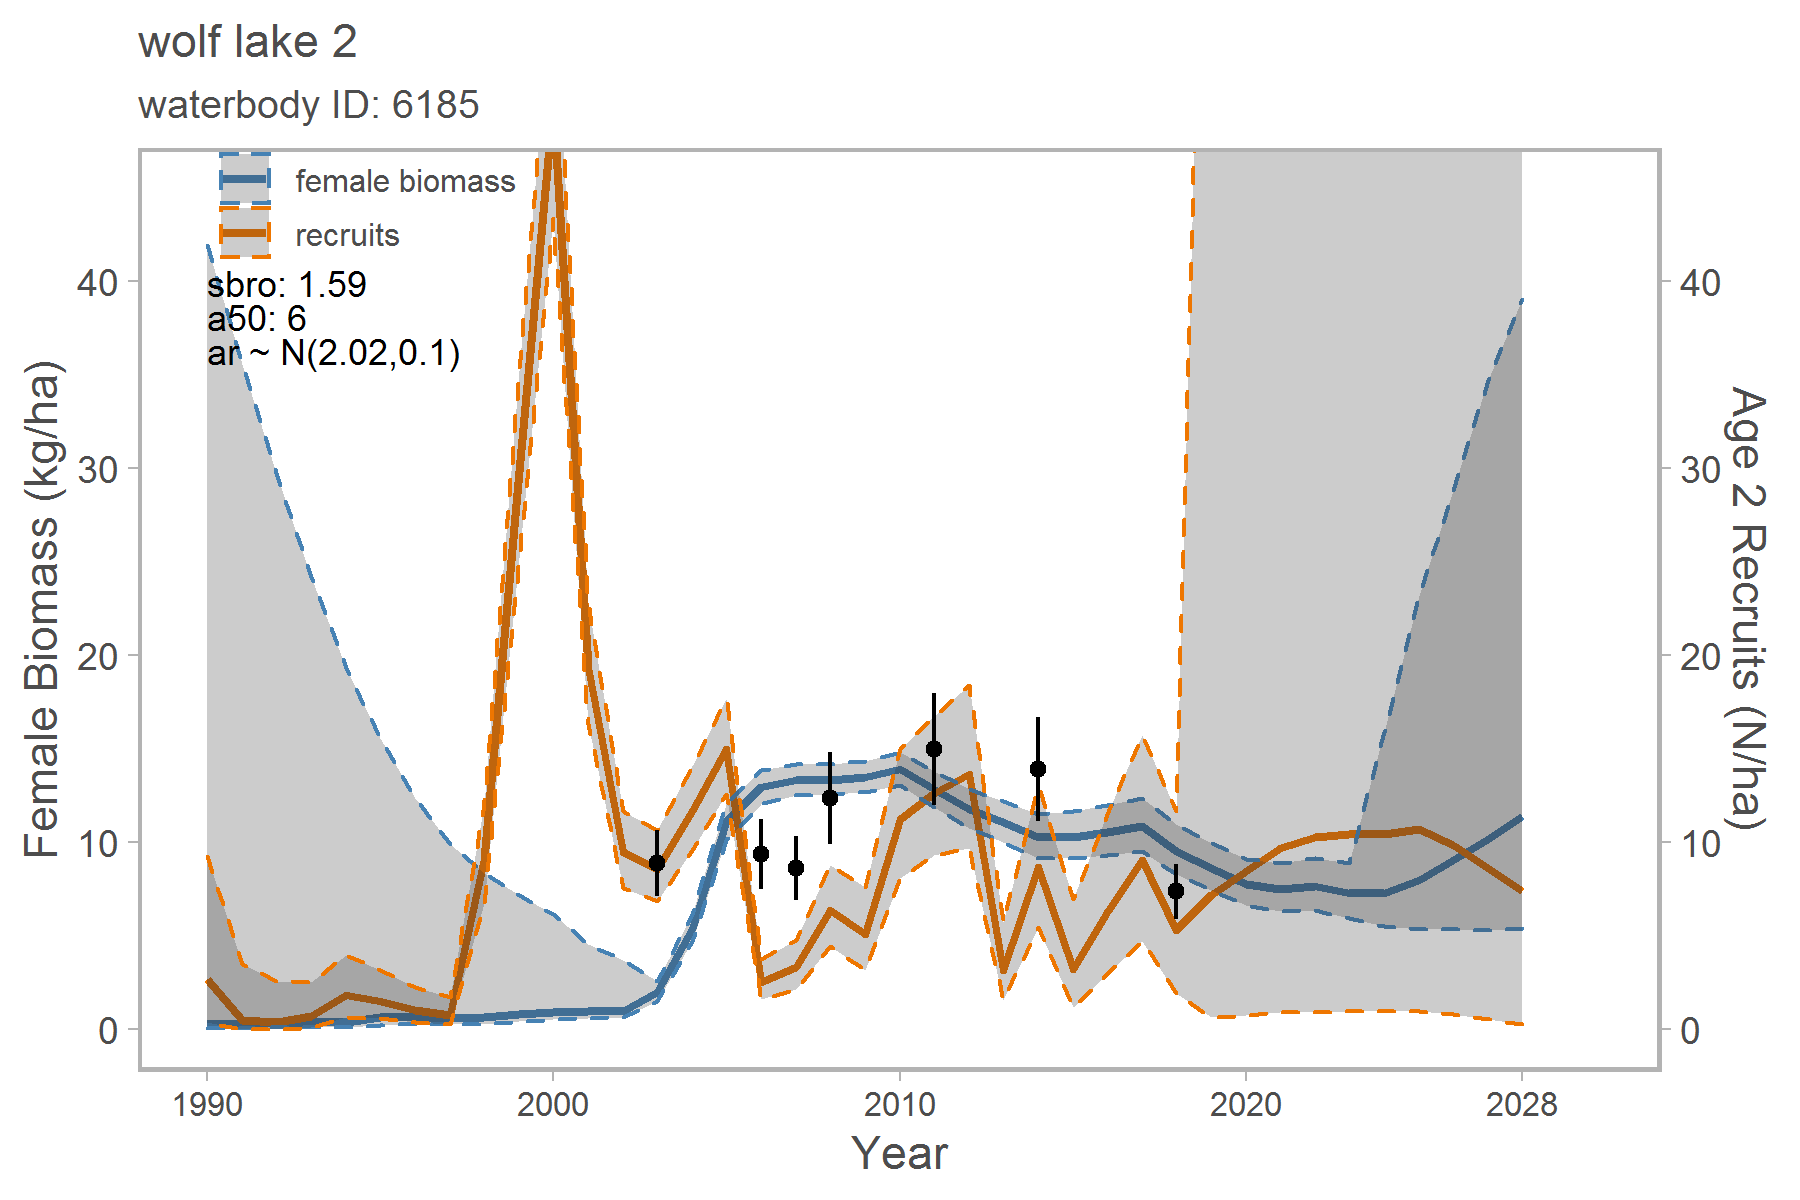 wolf lake 2
waterbody ID: 6185
female biomass
recruits
sbro: 1.59
a50: 6
ar ~ N(2.02,0.1)
Female Biomass (kg/ha)
40
30
20
10
0
Age 2 Recruits (N/ha)
40
30
20
10
0
1990
2000
2010
2020
2028
Year